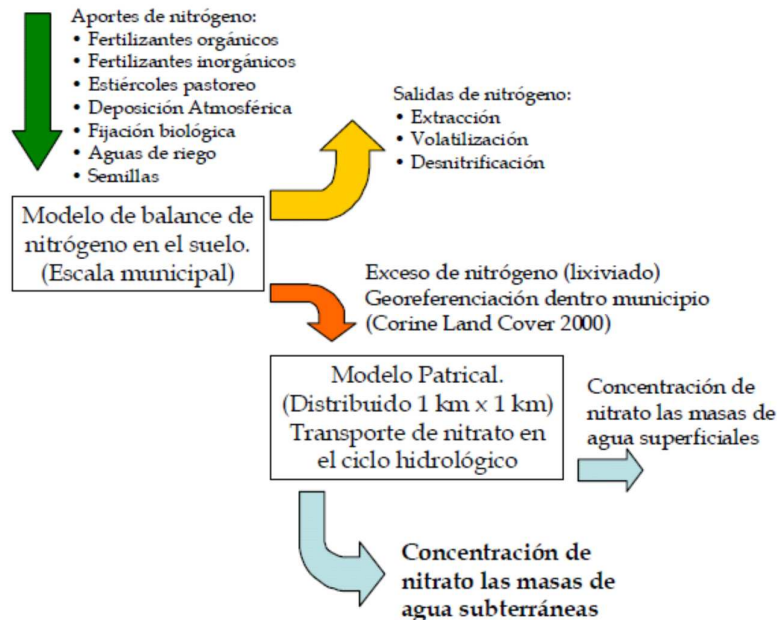 Aportes de nitrógeno:
• Fertilizantes orgánicos
• Fertilizantes inorgánicos
• Estiércoles pastoreo
• Deposición Atmosférica
• Fijación biológica
• Aguas de riego
• Semillas
Salidas de nitrógeno:
• Extracción
• Volatilización
• Desnitrificación
Modelo de balance de
nitrógeno en el suelo.
(Escala municipal)
Exceso de nitrógeno (lixiviado)
Georeferenciación dentro municipio
(Corine Land Cover 2000)
Modelo Patrical.
(Distribuido 1 km x 1 km)
Transporte de nitrato en
el ciclo hidrológico
Concentración de
nitrato las masas de
agua superficiales
Concentración de
nitrato las masas de
agua subterráneas